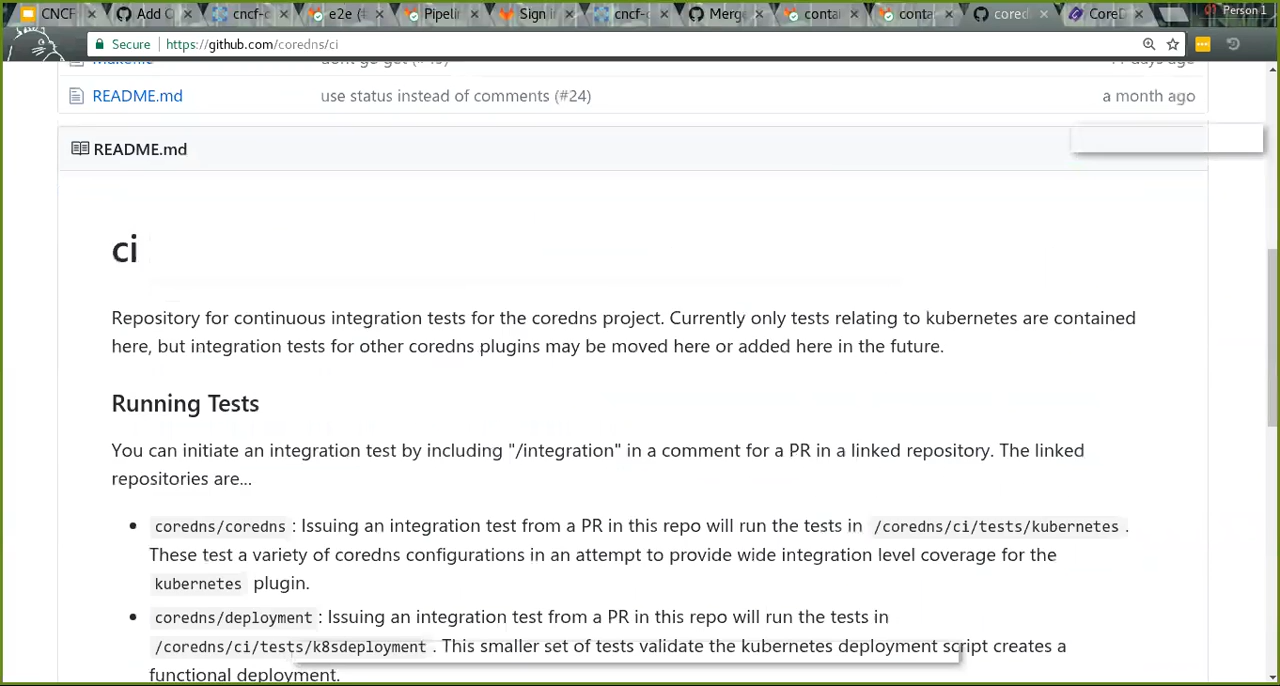 CNCF
Add C
cncf-c
e2e (#
Pipelin
Sign in
cncf-c
Merge
contai
conta
cored
CoreD
Person 1
Secure https://github.com/coredns/ci
README.md use status instead of comments (#24) a month ago
README.md
ci
Repository for continuous integration tests for the coredns project. Currently only tests relating to kubernetes are contained
here, but integration tests for other coredns plugins may be moved here or added here in the future.
Running Tests
You can initiate an integration test by including "/integration" in a comment for a PR in a linked repository. The linked
repositories are...
coredns/coredns : Issuing an integration test from a PR in this repo will run the tests in /coredns/ci/tests/kubernetes .
These test a variety of coredns configurations in an attempt to provide wide integration level coverage for the
kubernetes plugin.
coredns/deployment : Issuing an integration test from a PR in this repo will run the tests in
/coredns/ci/tests/k8sdeployment . This smaller set of tests validate the kubernetes deployment script creates a
functional deployment.